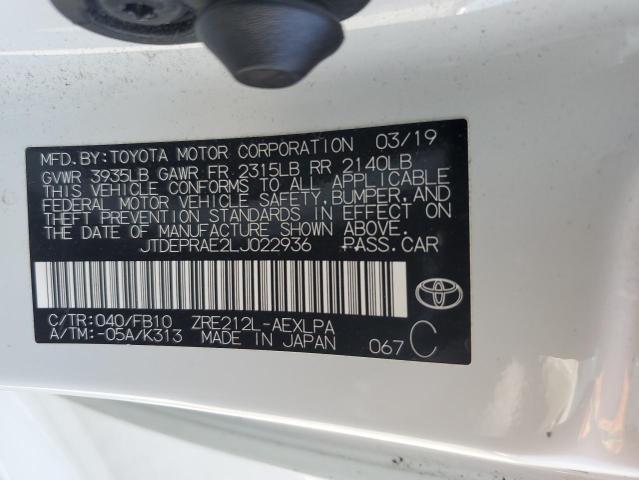 MFD.BY:TOYOTA MOTOR CORPORATION 03/19
GVWR 3935LB GAWR FR 2315LB RR 2140LB
THIS VEHICLE CONFORMS TO ALL APPLICABLE
FEDERAL MOTOR VEHICLE SAFETY,BUMPER,AND
THEFT PREVENTION STANDARDS IN EFFECT ON
THE DATE OF MANUFACTURE SHOWN ABOVE.
JTDEPRAE2LJ022936 ** PASS.CAR
C/TR:040/FB10 ZRE212L-AEXLPA
A/TM:-05A/K313 MADE IN JAPAN 067 C